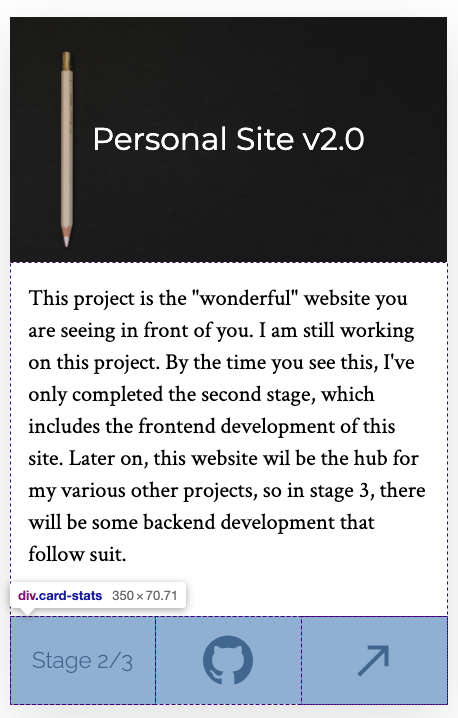 Personal Site v2.0
This project is the "wonderful" website you
are seeing in front of you. I am still working
on this project. By the time you see this, I've
only completed the second stage, which
includes the frontend development of this
site. Later on, this website wil be the hub for
my various other projects, so in stage 3, there
will be some backend development that
follow suit.
div.card-stats 350 × 70.71
Stage 2/3